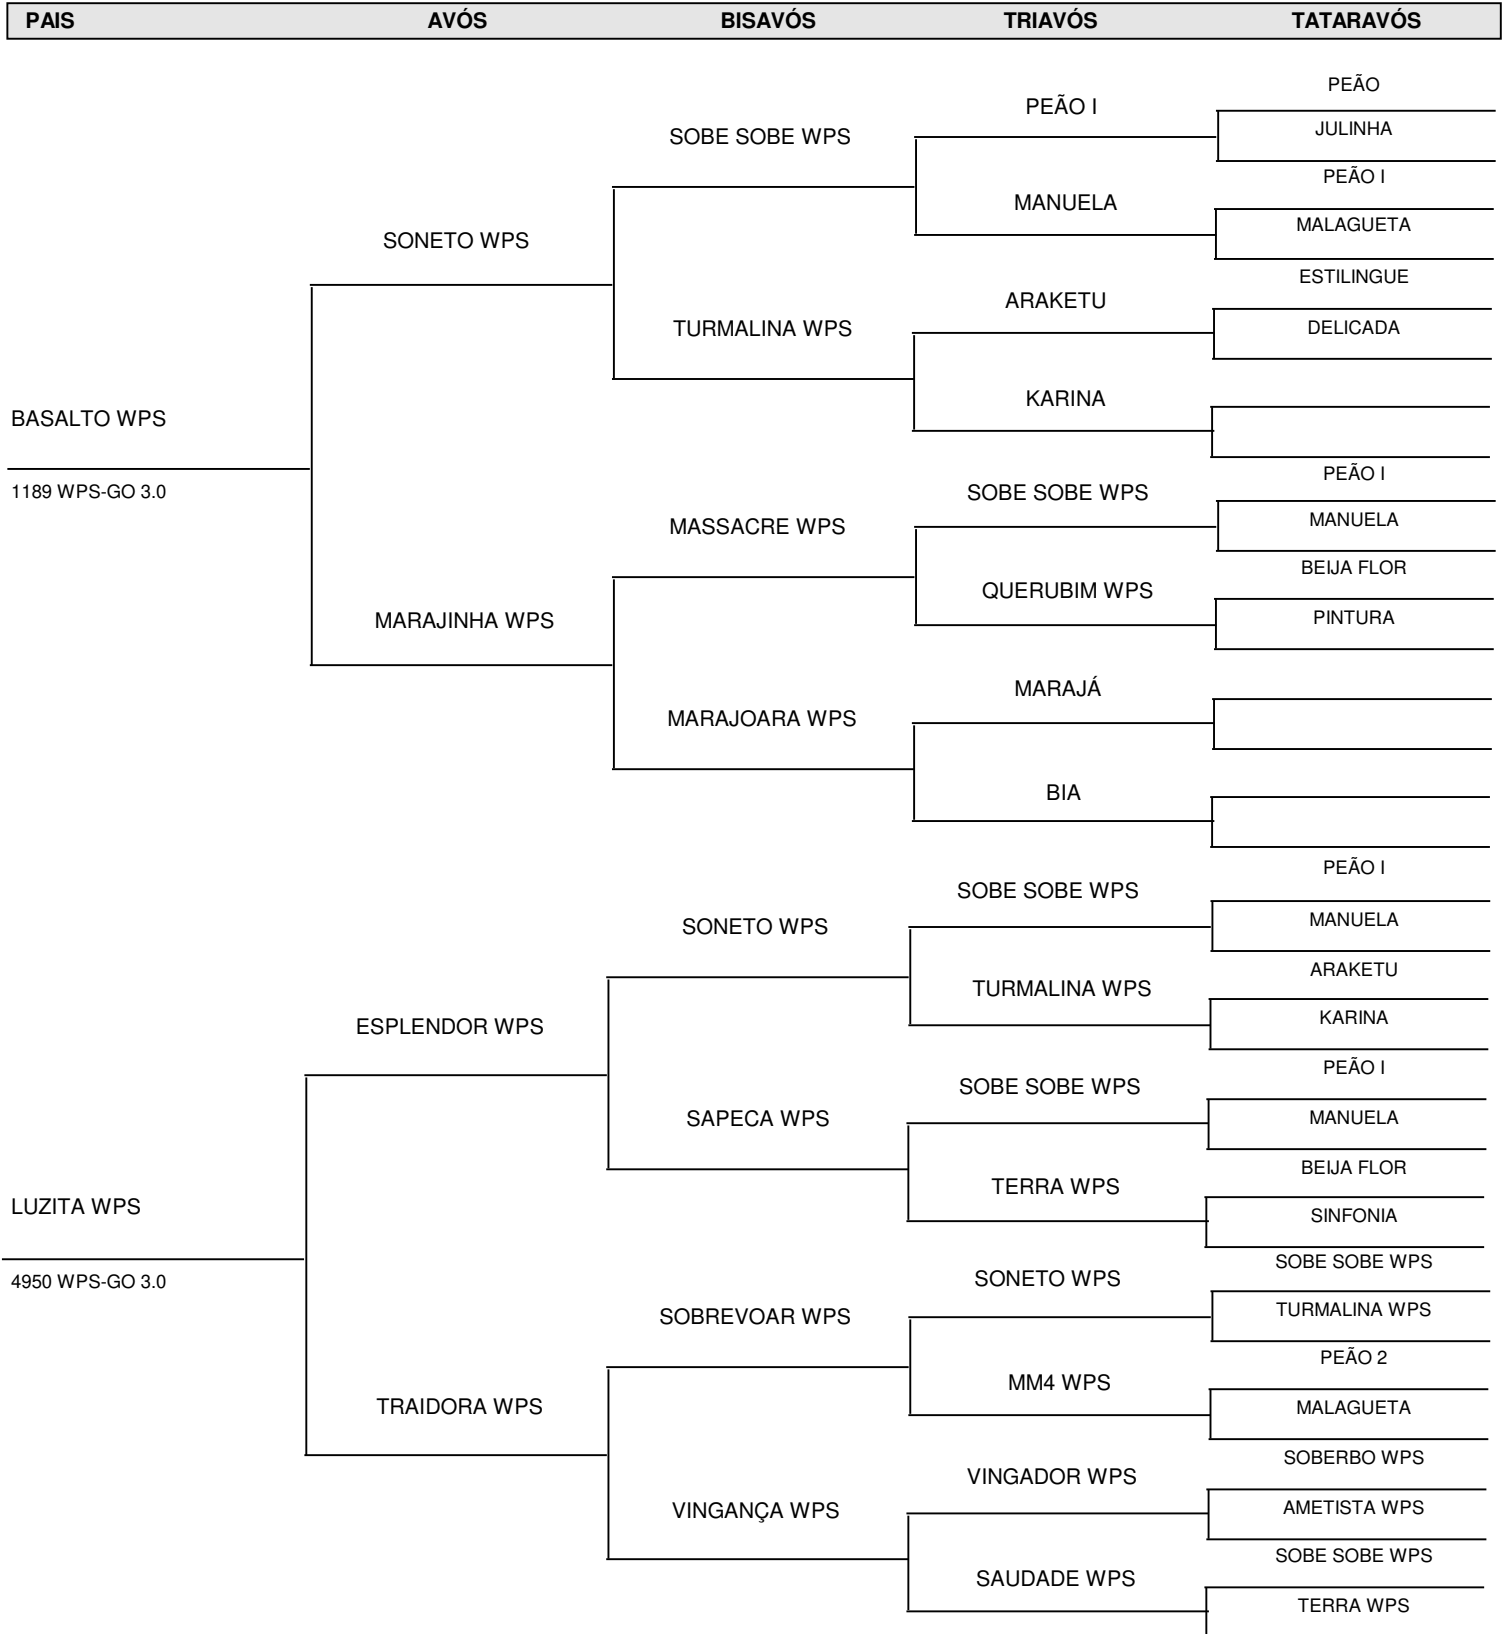 PAIS AVÓS BISAVÓS TRIAVÓS TATARAVÓS
PEÃO
PEÃO I
JULINHA
SOBE SOBE WPS
PEÃO I
MANUELA
MALAGUETA
SONETO WPS
ESTILINGUE
ARAKETU
TURMALINA WPS
DELICADA
KARINA
BASALTO WPS
PEÃO I
1189 WPS-GO 3.0
SOBE SOBE WPS
MASSACRE WPS
MANUELA
BEIJA FLOR
QUERUBIM WPS
MARAJINHA WPS
PINTURA
MARAJÁ
MARAJOARA WPS
BIA
PEÃO I
SOBE SOBE WPS
SONETO WPS
MANUELA
ARAKETU
TURMALINA WPS
ESPLENDOR WPS
KARINA
PEÃO I
SOBE SOBE WPS
SAPECA WPS
MANUELA
BEIJA FLOR
TERRA WPS
LUZITA WPS
SINFONIA
SOBE SOBE WPS
4950 WPS-GO 3.0
SONETO WPS
SOBREVOAR WPS
TURMALINA WPS
PEÃO 2
MM4 WPS
TRAIDORA WPS
MALAGUETA
SOBERBO WPS
VINGADOR WPS
VINGANÇA WPS
AMETISTA WPS
SOBE SOBE WPS
SAUDADE WPS
TERRA WPS